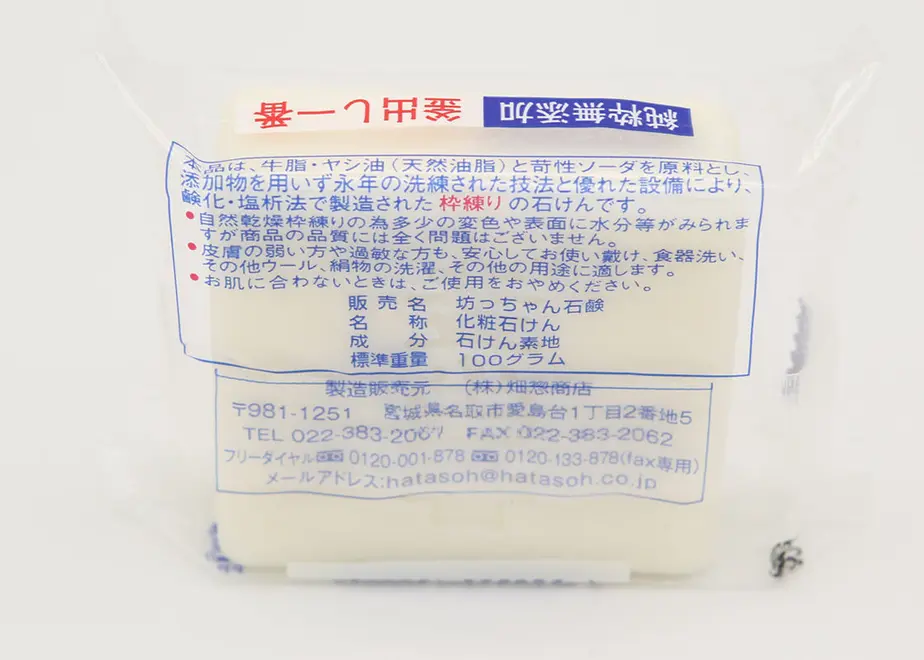 純粋無添加 釜出し一番
本品は、牛脂・ヤシ油(天然油脂)と苛性ソーダを原料とし、
添加物を用いず永年の洗練された技法と優れた設備により、
鹸化・塩析法で製造された枠練りの石けんです。
●自然乾燥枠練りの為多少の変色や表面に水分等がみられま
すが商品の品質には全く問題はございません。
●皮膚の弱い方や過敏な方も、安心してお使い戴け、食器洗い、
その他ウール、絹物の洗濯、その他の用途に適します。
●お肌に合わないときは、ご使用をおやめください。
販売名 坊っちゃん石鹸
名称 化粧石けん
成分 石けん素地
標準重量 100グラム
製造販売元 (株)畑惣商店
〒981-1251 宮城県名取市愛島台1丁目2番地5
TEL 022-383-2067 FAX 022-383-2062
フリーダイヤル 0120-001-878 0120-133-878(fax専用)
メールアドレス:hatasoh@hatasoh.co.jp